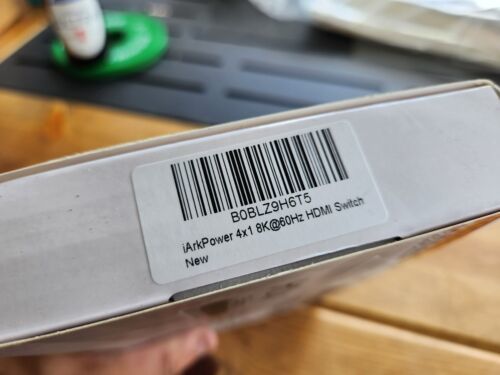 B0BLZ9H6T5
iArkPower 4x1 8K@60Hz HDMI Switch
New